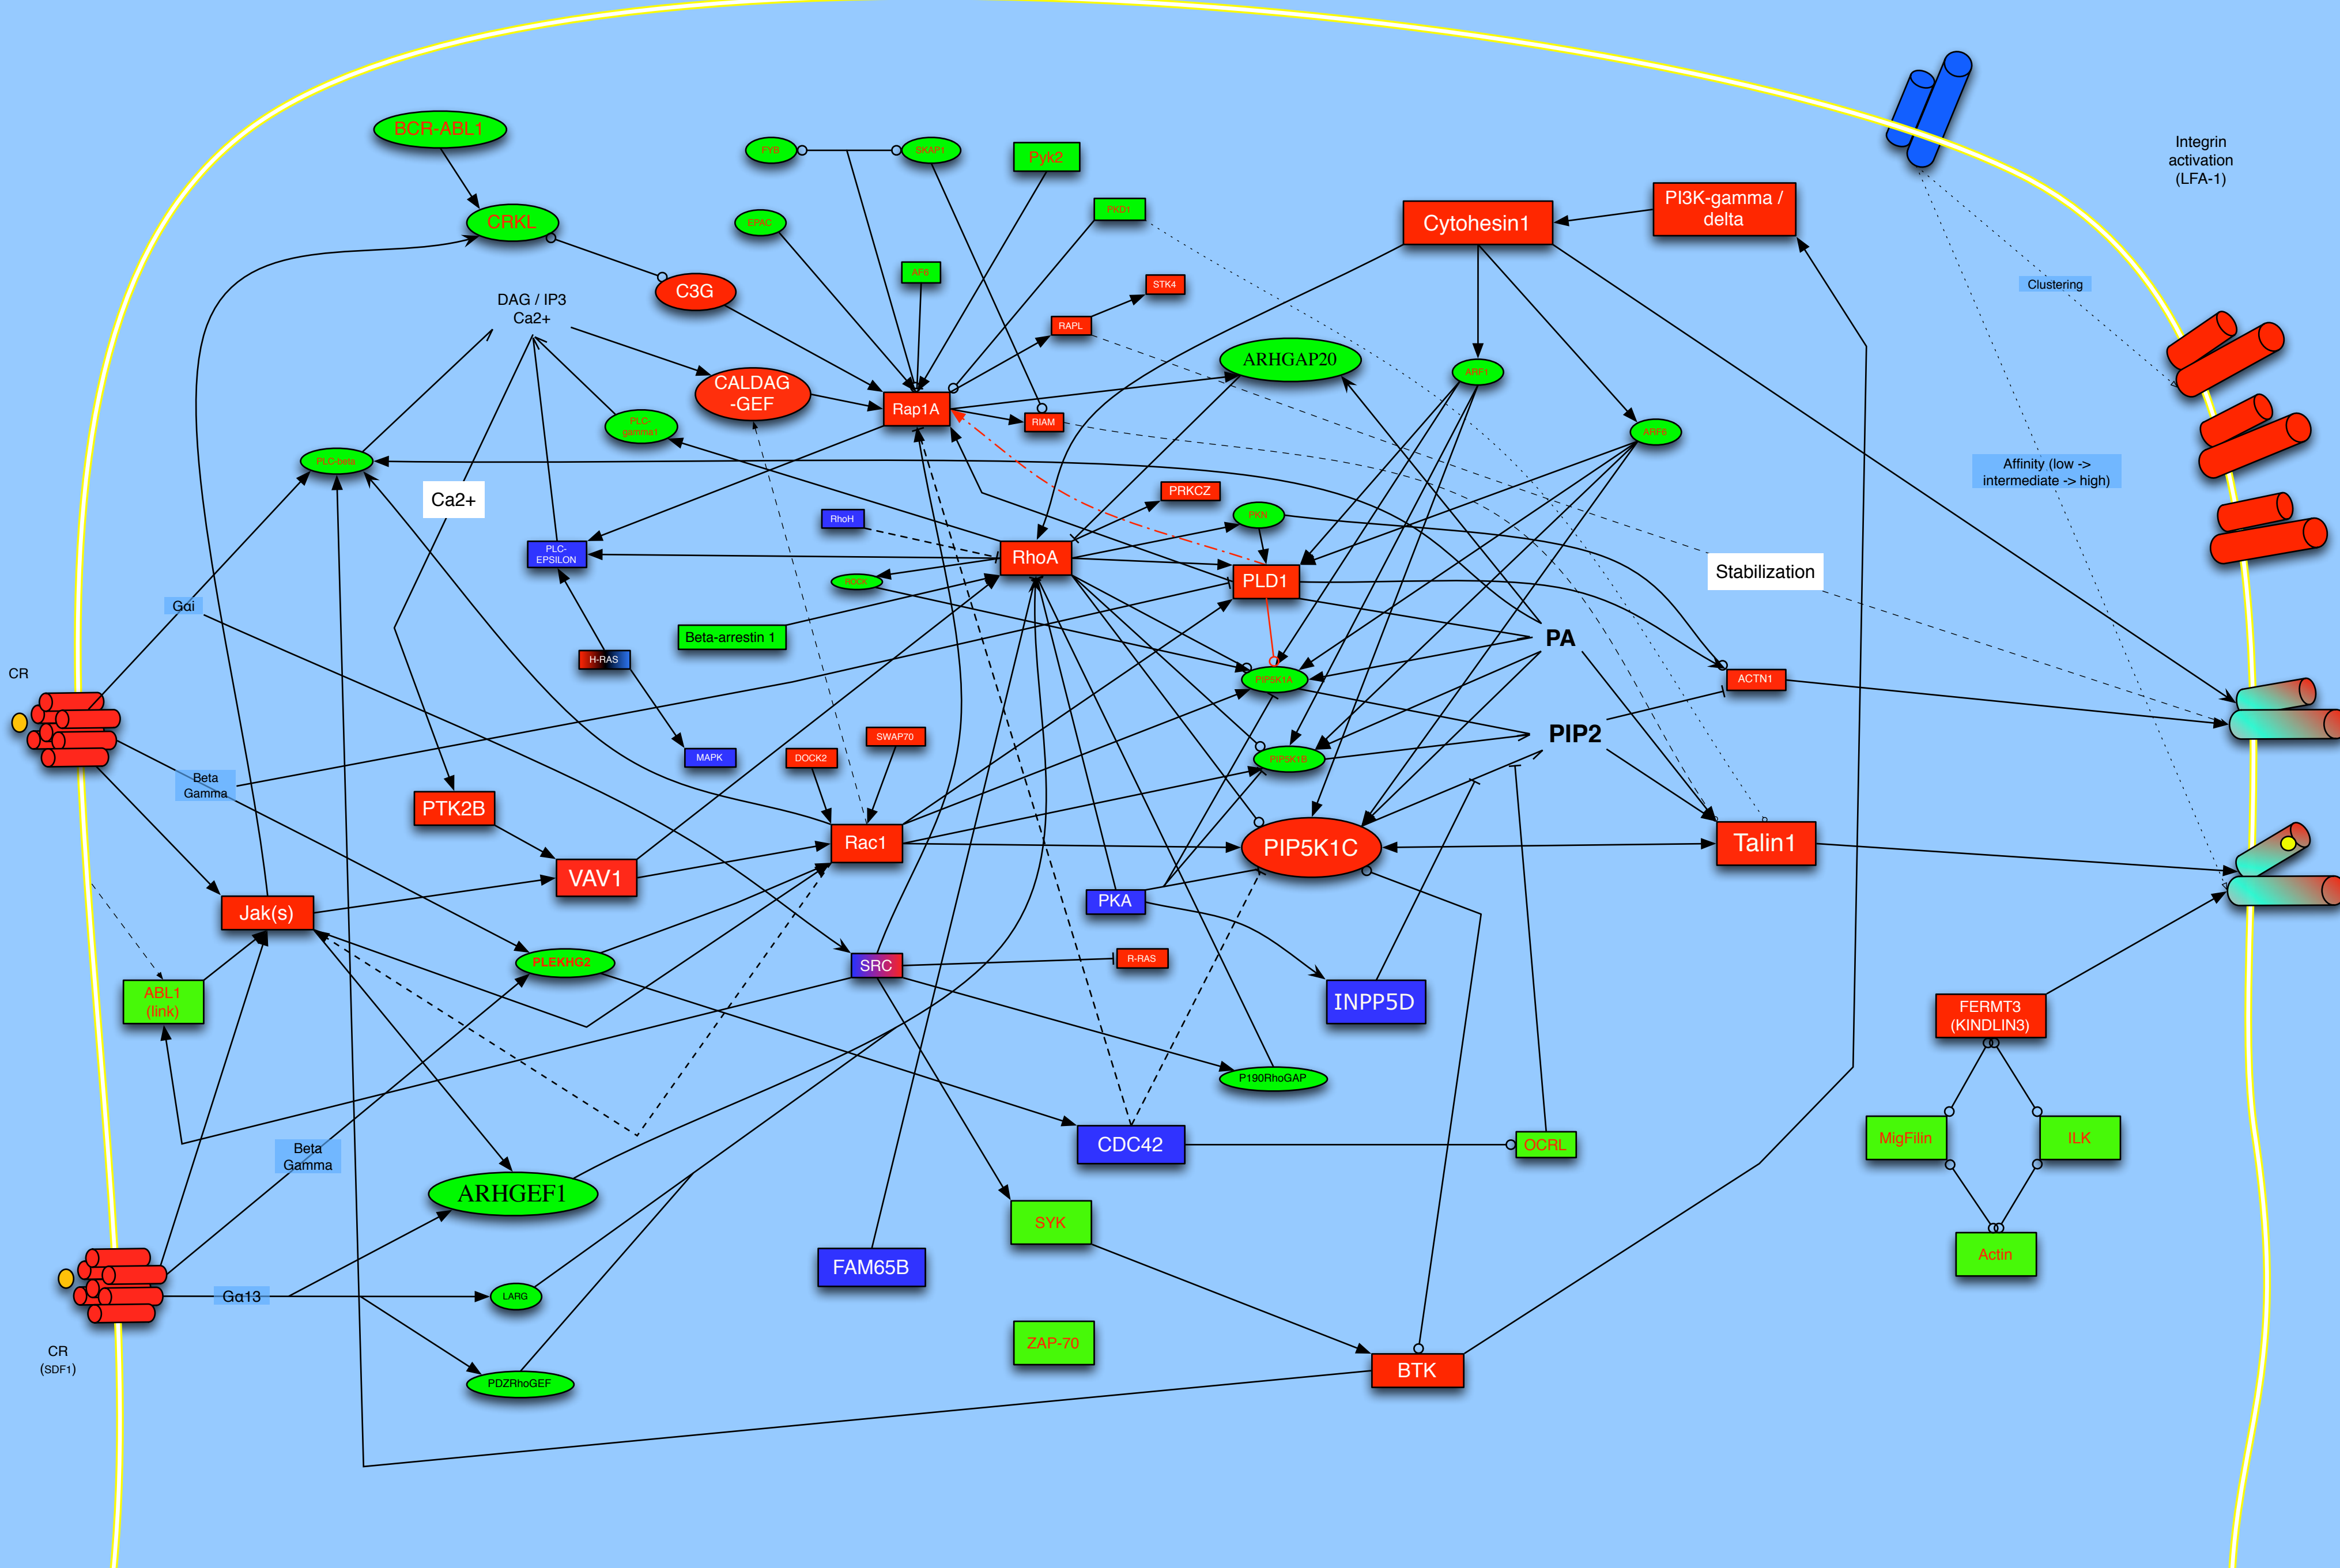 BCR-ABL1
FYB
SKAP1
Pyk2
Integrin
activation
(LFA-1)
PKD1
PI3K-gamma /
delta
CRKL
EPAC
Cytohesin1
AF6
C3G
STK4
Clustering
DAG / IP3
Ca2+
RAPL
ARHGAP20
ARF1
CALDAG
-GEF
Rap1A
RIAM
PLC-
gamma1
ARF6
PLC-beta
Affinity (low ->
intermediate -> high)
Ca2+
PRKCZ
RhoH
PKN
PLC-
EPSILON
RhoA
Stabilization
ROCK
PLD1
Gαi
Beta-arrestin 1
PA
H-RAS
CR
PIP5K1A
ACTN1
SWAP70
PIP2
MAPK
DOCK2
PIP5K1B
Beta
Gamma
PTK2B
Rac1
PIP5K1C
Talin1
VAV1
PKA
Jak(s)
PLEKHG2
SRC
R-RAS
ABL1
(link)
INPP5D
FERMT3
(KINDLIN3)
P190RhoGAP
MigFilin
ILK
CDC42
OCRL
Beta
Gamma
ARHGEF1
SYK
Actin
FAM65B
Gα13
LARG
ZAP-70
CR
(SDF1)
BTK
PDZRhoGEF